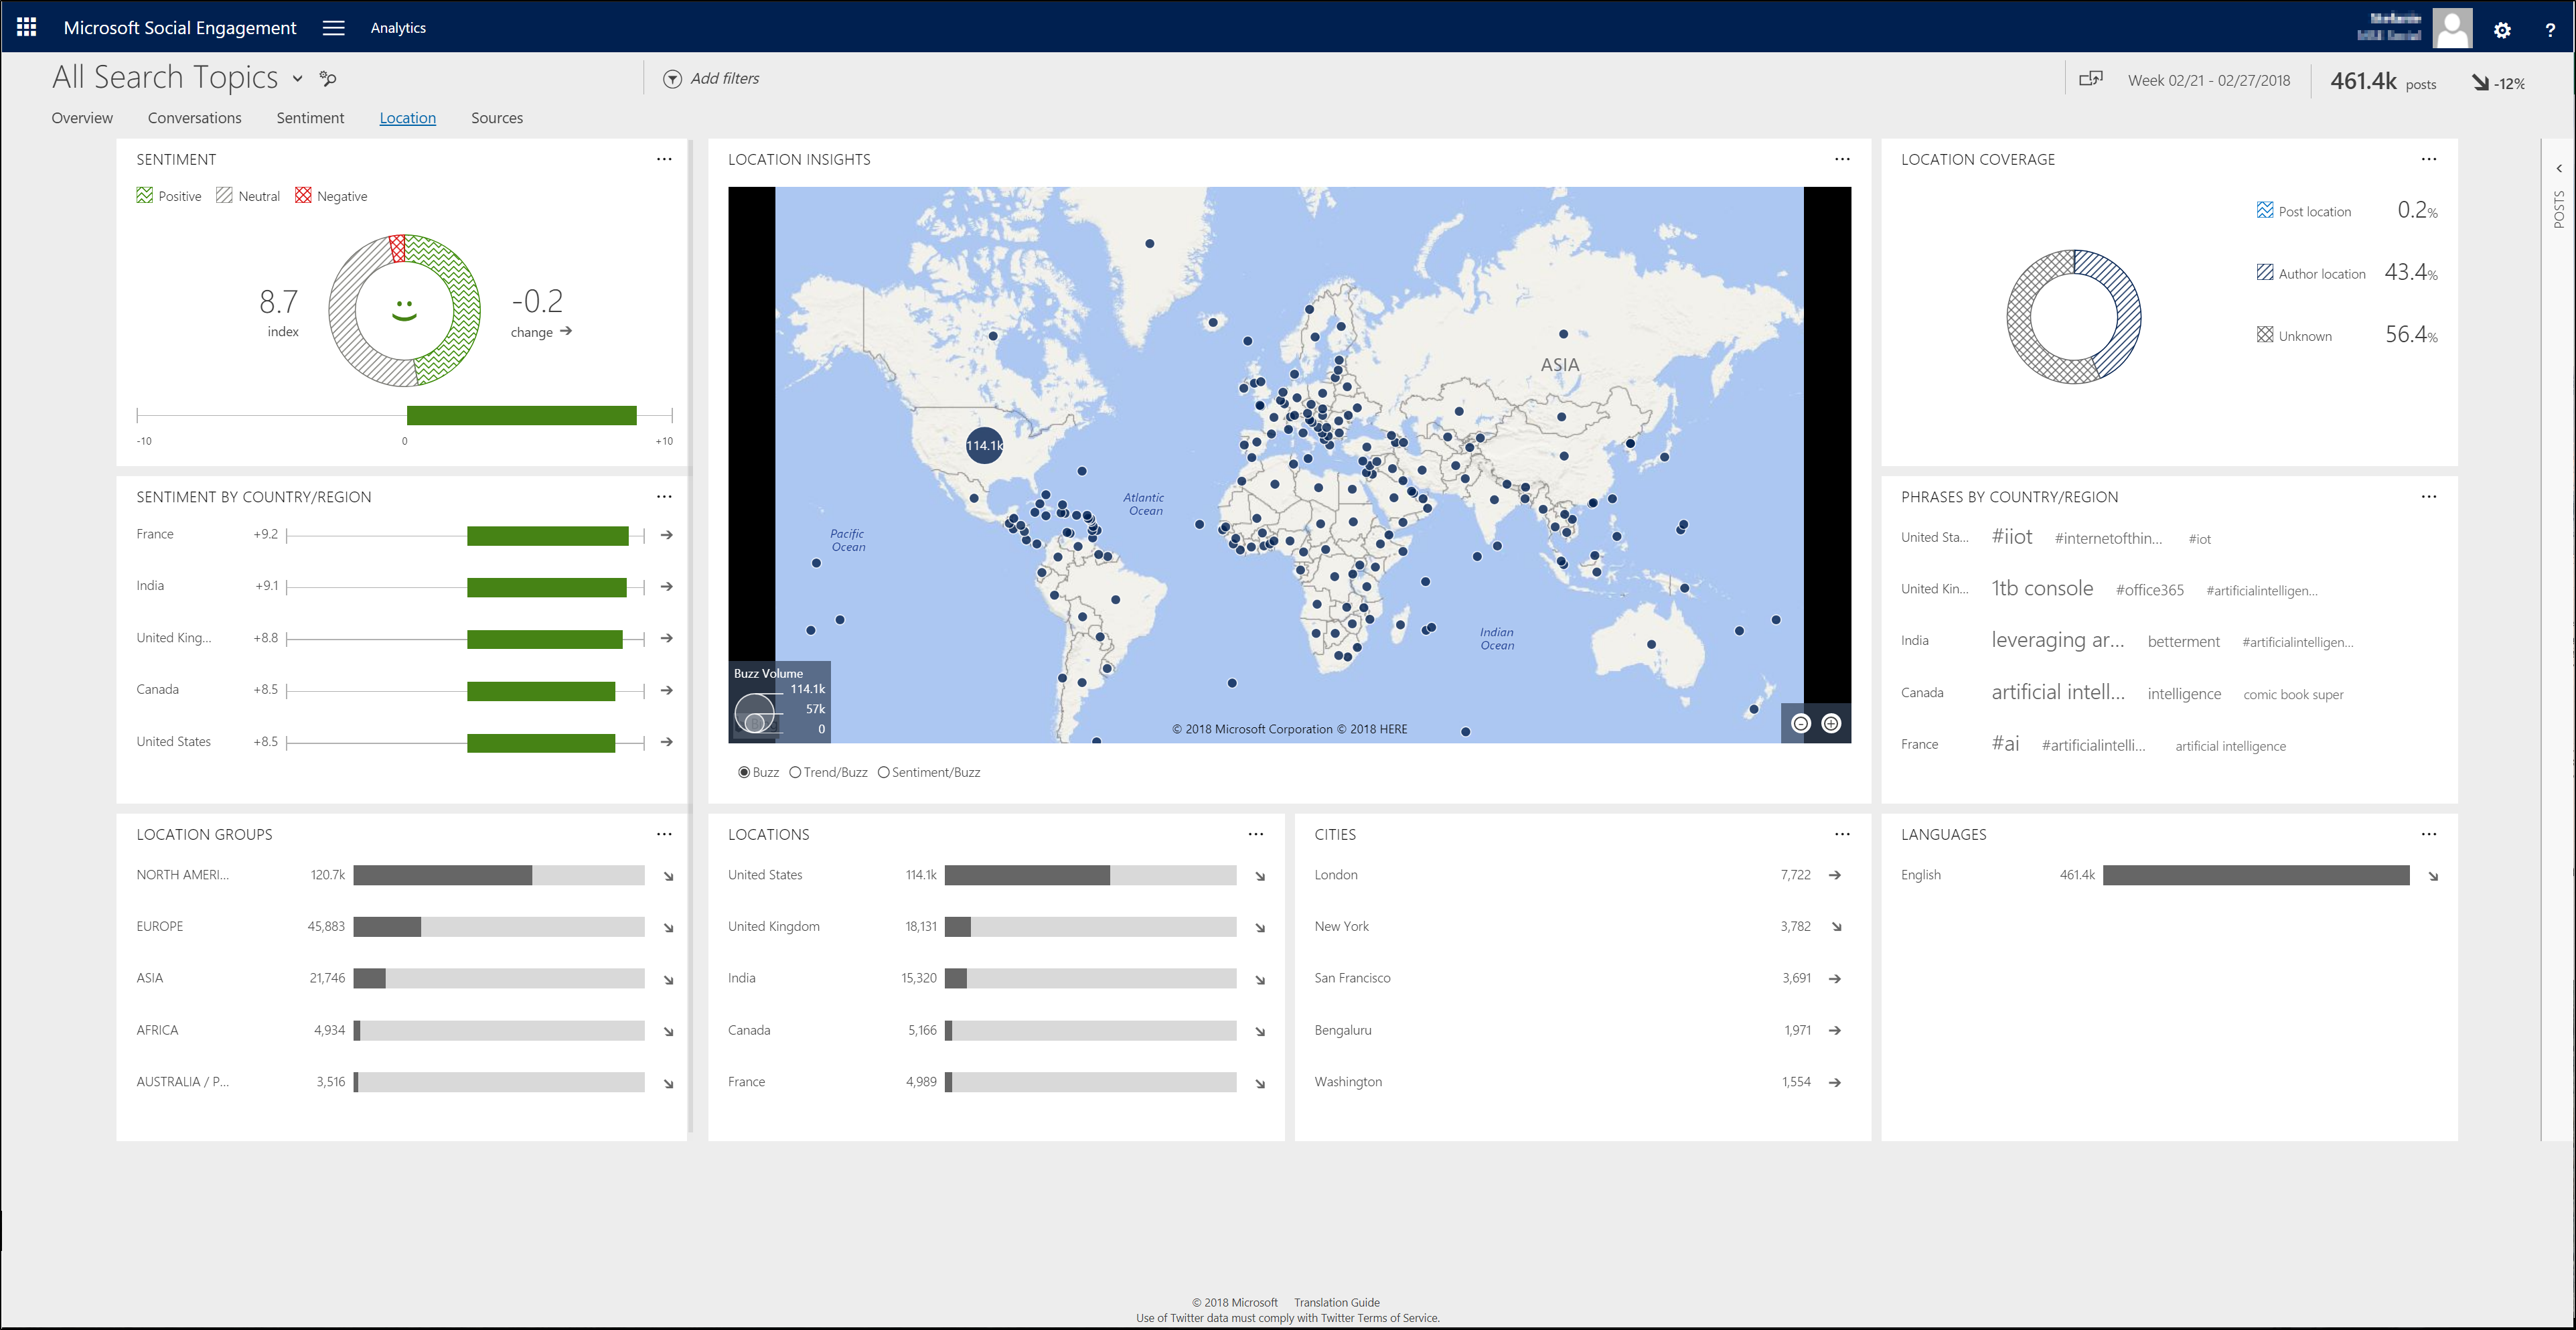 Microsoft Social Engagement
Analytics
?
All Search Topics
Add filters
Week 02/21 - 02/27/2018
461.4k posts
-12%
Overview
Conversations
Sentiment
Location
Sources
SENTIMENT
...
Positive
Neutral
Negative
8.7
index
-0.2
change
-10
0
+10
SENTIMENT BY COUNTRY/REGION
...
France +9.2
India +9.1
United King... +8.8
Canada +8.5
United States +8.5
LOCATION GROUPS
...
NORTH AMERI... 120.7k
EUROPE 45,883
ASIA 21,746
AFRICA 4,934
AUSTRALIA / P... 3,516
LOCATION INSIGHTS
...
ASIA
114.1k
Atlantic
Ocean
Pacific
Ocean
Indian
Ocean
Buzz Volume
114.1k
57k
0
© 2018 Microsoft Corporation © 2018 HERE
Buzz
Trend/Buzz
Sentiment/Buzz
LOCATIONS
...
United States 114.1k
United Kingdom 18,131
India 15,320
Canada 5,166
France 4,989
CITIES
...
London 7,722
New York 3,782
San Francisco 3,691
Bengaluru 1,971
Washington 1,554
LOCATION COVERAGE
...
Post location 0.2%
Author location 43.4%
Unknown 56.4%
PHRASES BY COUNTRY/REGION
...
United Sta... #iiot #internetofthin... #iot
United Kin... 1tb console #office365 #artificialintelligen...
India leveraging ar... betterment #artificialintelligen...
Canada artificial intell... intelligence comic book super
France #ai #artificialintelli... artificial intelligence
LANGUAGES
...
English 461.4k
POSTS
© 2018 Microsoft Translation Guide
Use of Twitter data must comply with Twitter Terms of Service.